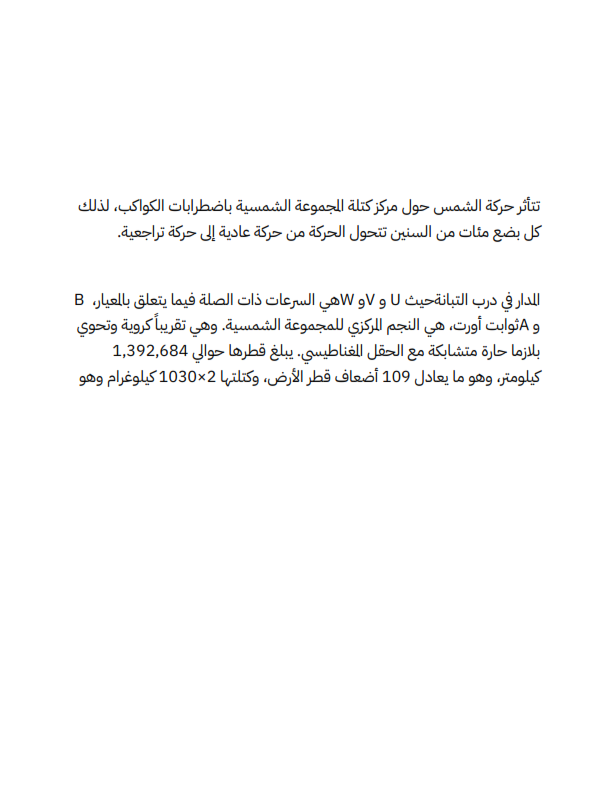 تتأثر حركة الشمس حول مركز كتلة المجموعة الشمسية باضطرابات الكواكب، لذلك
كل بضع مئات من السنين تتحول الحركة من حركة عادية إلى حركة تراجعية.
المدار في درب التبانةحيث U و Vو Wهي السرعات ذات الصلة فيما يتعلق بالمعيار، B
و Aثوابت أورت، هي النجم المركزي للمجموعة الشمسية. وهي تقريباً كروية وتحوي
بلازما حارة متشابكة مع الحقل المغناطيسي. يبلغ قطرها حوالي 1,392,684
كيلومتر، وهو ما يعادل 109 أضعاف قطر الأرض، وكتلتها 2×1030 كيلوغرام وهو